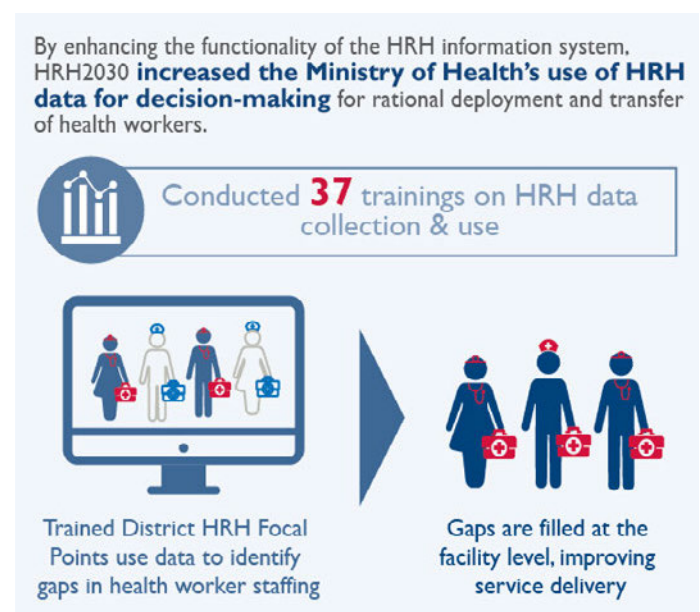 By enhancing the functionality of the HRH information system,
HRH2030 increased the Ministry of Health's use of HRH
data for decision-making for rational deployment and transfer
of health workers.
Conducted 37 trainings on HRH data
collection & use
Trained District HRH Focal
Points use data to identify
gaps in health worker staffing
Gaps are filled at the
facility level, improving
service delivery